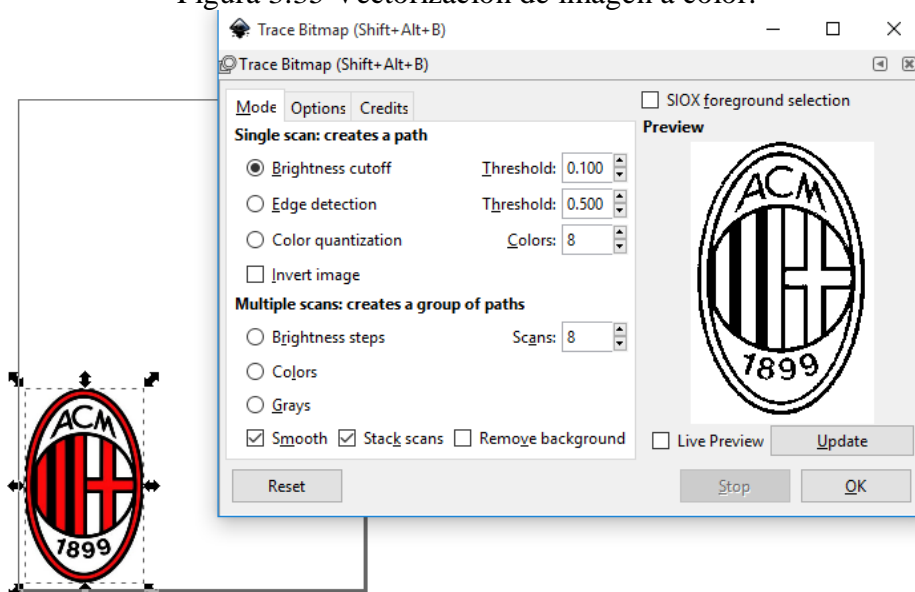 Figura 3.33 Vectorización de imagen a color.
Trace Bitmap (Shift+Alt+B)
Trace Bitmap (Shift+Alt+B)
Mode Options Credits
SIOX foreground selection
Single scan: creates a path
Preview
Brightness cutoff Threshold: 0.100
Edge detection Threshold: 0.500
Color quantization Colors: 8
Invert image
Multiple scans: creates a group of paths
Brightness steps Scans: 8
Colors
Grays
Smooth Stack scans Remove background
Live Preview Update
Reset Stop OK
ACM
1899
ACM
1899